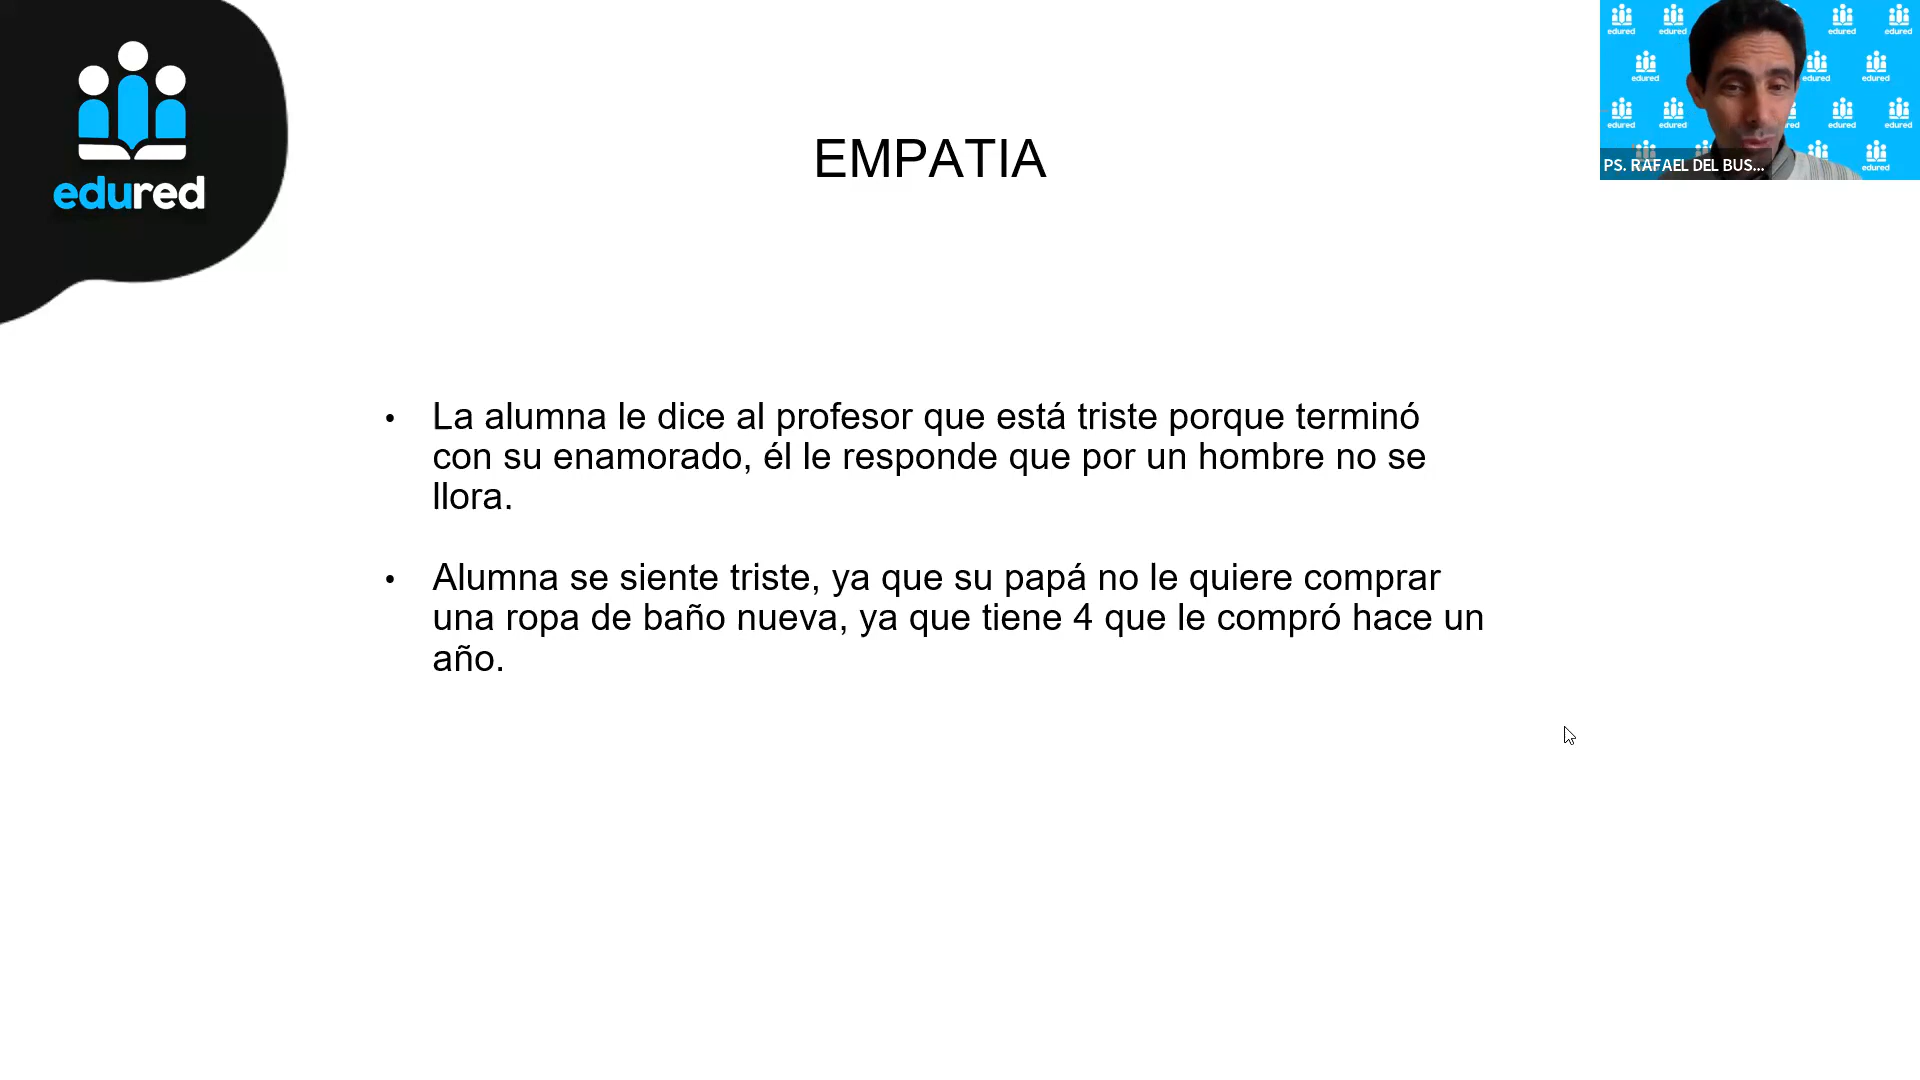 edured
EMPATIA
PS. RAFAEL DEL BUS...
La alumna le dice al profesor que está triste porque terminó
con su enamorado, él le responde que por un hombre no se
llora.
Alumna se siente triste, ya que su papá no le quiere comprar
una ropa de baño nueva, ya que tiene 4 que le compró hace un
año.